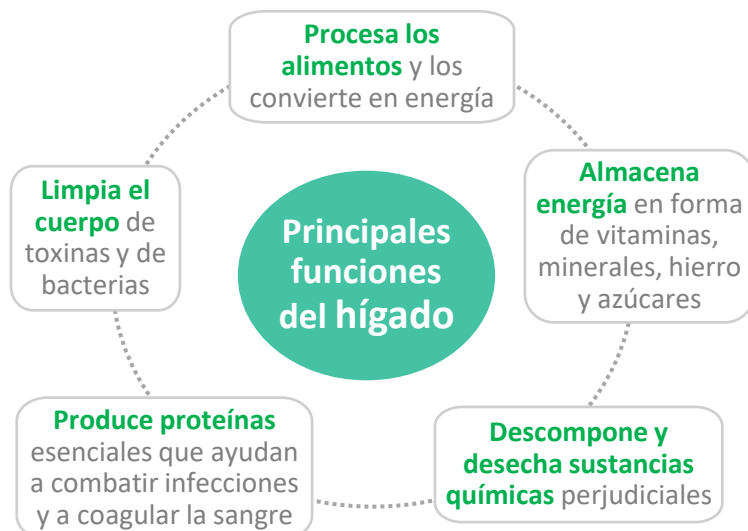 Procesa los
alimentos y los
convierte en energía
Almacena
energía en forma
de vitaminas,
minerales, hierro
y azúcares
Descompone y
desecha sustancias
químicas perjudiciales
Produce proteínas
esenciales que ayudan
a combatir infecciones
y a coagular la sangre
Limpia el
cuerpo de
toxinas y de
bacterias
Principales
funciones
del hígado